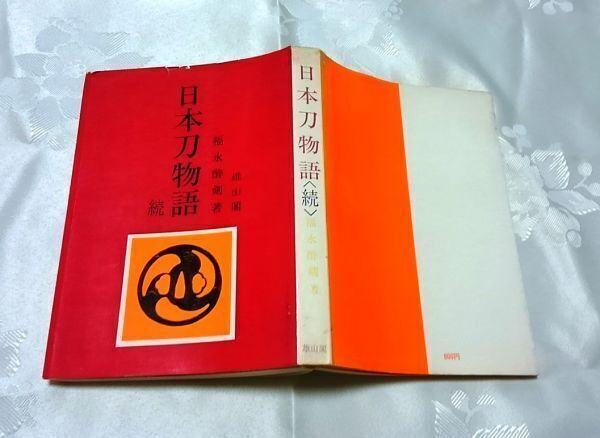 日本刀物語
続
福永酔剣著
雄山閣
日本刀物語〈続〉
福永酔剣著
雄山閣
800円